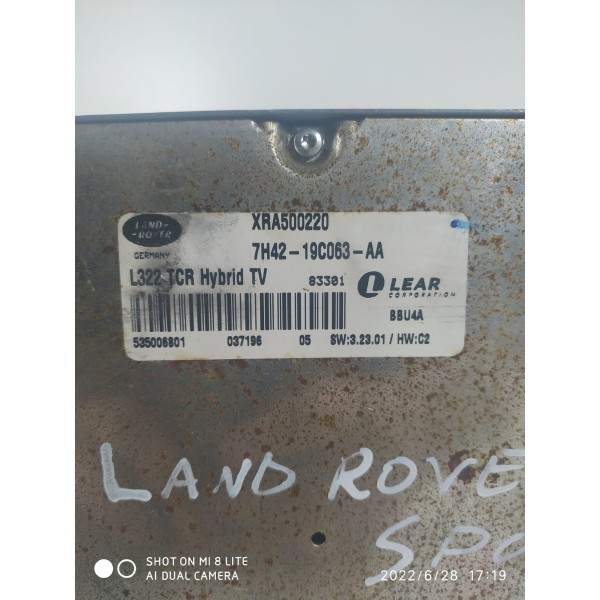 XRA500220
LAND-
-ROVER
GERMANY
7H42-19C063-AA
L322 TCR Hybrid TV
83301
LEAR
CORPORATION
BBU4A
535006801 037196 05 SW:3.23.01 / HW:C2
LAND ROVE
SPO
SHOT ON MI 8 LITE
AI DUAL CAMERA
2022/6/28 17:19